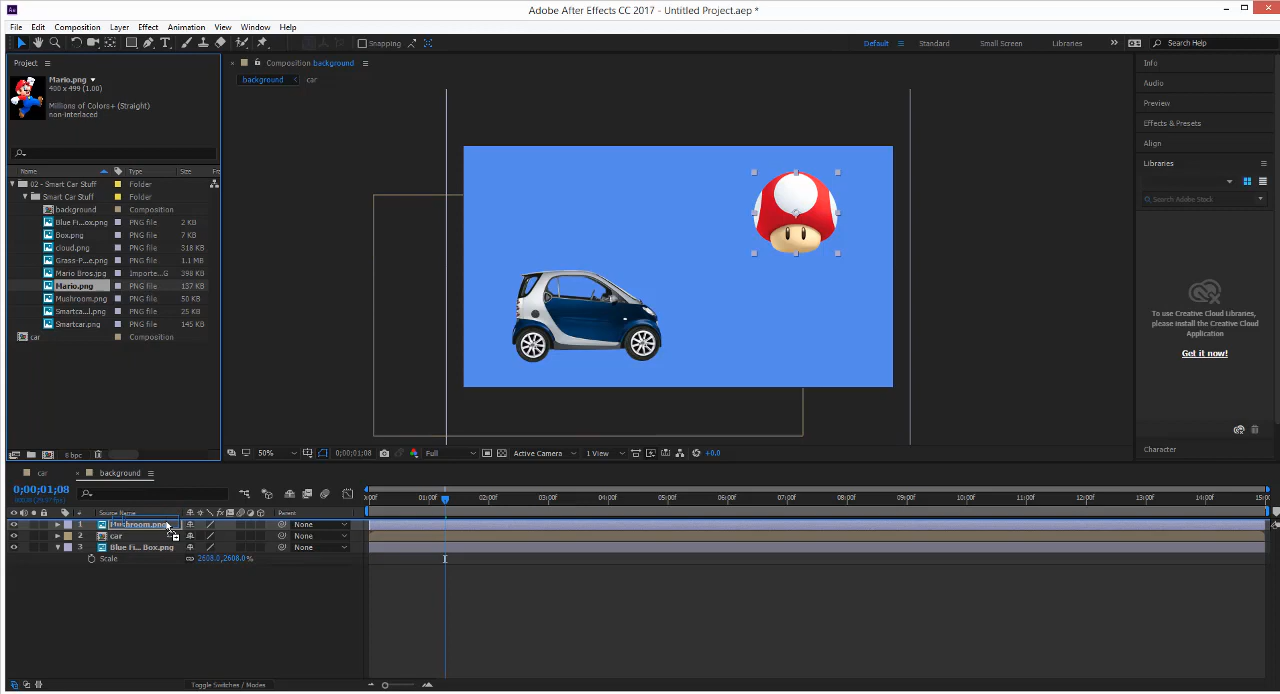 Ae Adobe After Effects CC 2017 - Untitled Project.aep *
File Edit Composition Layer Effect Animation View Window Help
Snapping Default Standard Small Screen Libraries Search Help
Project
Mario.png
400 x 499 (1.00)
Millions of Colors+ (Straight)
non-interlaced
Composition background
background car
Name Type Size Fr
02 - Smart Car Stuff Folder
Smart Car Stuff Folder
background Composition
Blue Fi...ox.png PNG file 2 KB
Box.png PNG file 7 KB
cloud.png PNG file 318 KB
Grass-P...e.png PNG file 1.1 MB
Mario Bros.jpg Importe...G 398 KB
Mario.png PNG file 137 KB
Mushroom.png PNG file 50 KB
Smartca...l.png PNG file 25 KB
Smartcar.png PNG file 145 KB
car Composition
8 bpc
50% 0;00;01;08 Full Active Camera 1 View +0.0
Info
Audio
Preview
Effects & Presets
Align
Libraries
Search Adobe Stock
To use Creative Cloud Libraries,
please install the Creative Cloud
Application
Get it now!
Character
car background
0;00;01;08
# Source Name Parent
1 Mushroom.png None
2 car None
3 Blue Fi... Box.png None
Scale 2608.0,2608.0%
:00f 01:00f 02:00f 03:00f 04:00f 05:00f 06:00f 07:00f 08:00f 09:00f 10:00f 11:00f 12:00f 13:00f 14:00f 15:00
Toggle Switches / Modes